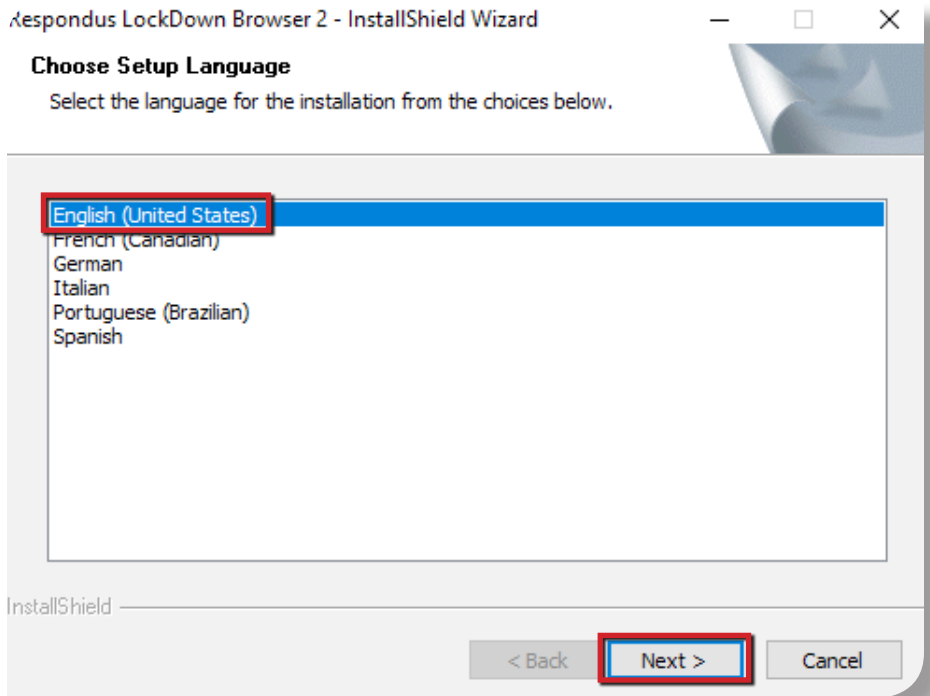 Respondus LockDown Browser 2 - InstallShield Wizard
Choose Setup Language
Select the language for the installation from the choices below.
English (United States)
French (Canadian)
German
Italian
Portuguese (Brazilian)
Spanish
InstallShield
< Back Next > Cancel